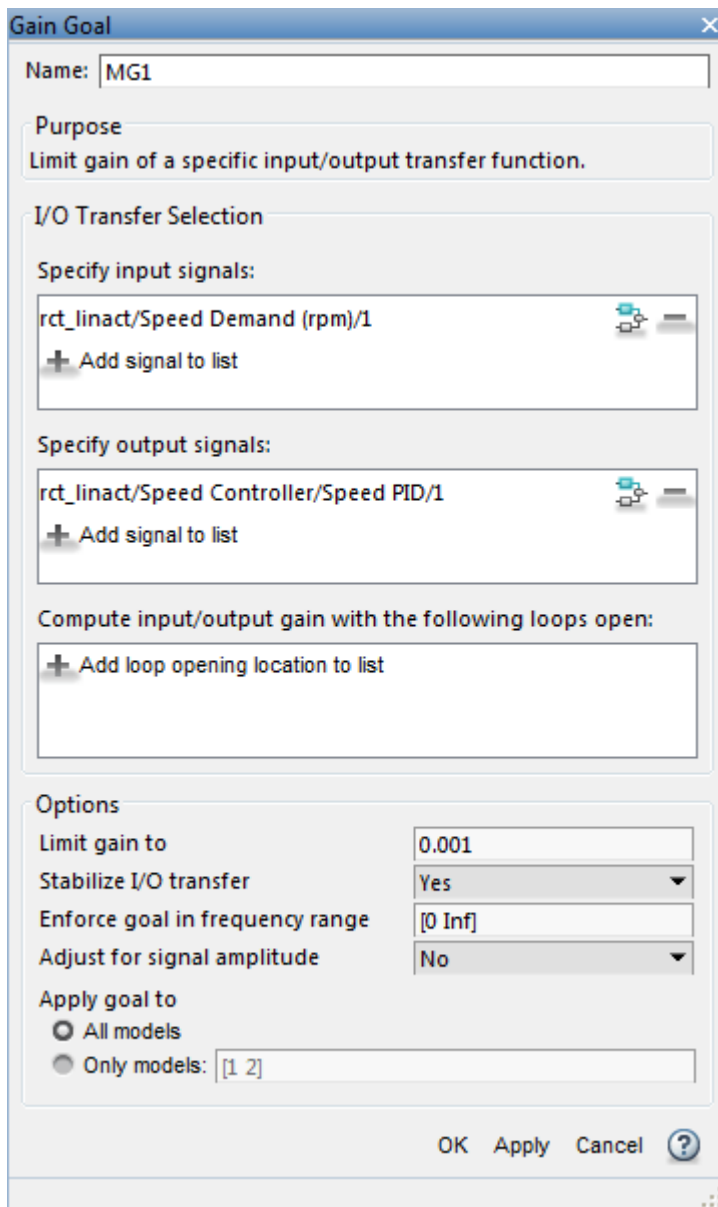 Gain Goal
Name: MG1
Purpose
Limit gain of a specific input/output transfer function.
I/O Transfer Selection
Specify input signals:
rct_linact/Speed Demand (rpm)/1
Add signal to list
Specify output signals:
rct_linact/Speed Controller/Speed PID/1
Add signal to list
Compute input/output gain with the following loops open:
Add loop opening location to list
Options
Limit gain to 0.001
Stabilize I/O transfer Yes
Enforce goal in frequency range [0 Inf]
Adjust for signal amplitude No
Apply goal to
All models
Only models: [1 2]
OK Apply Cancel ?